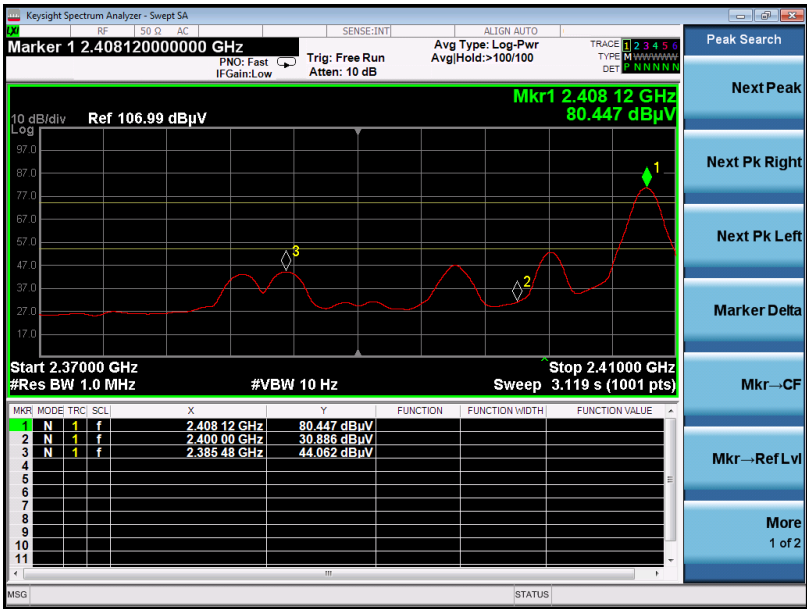 Keysight Spectrum Analyzer - Swept SA
LXI RF 50 Ω AC SENSE:INT ALIGN AUTO
Marker 1 2.408120000000 GHz
PNO: Fast
IFGain:Low
Trig: Free Run
Atten: 10 dB
Avg Type: Log-Pwr
Avg|Hold:>100/100
TRACE 1 2 3 4 5 6
TYPE M WWWWW
DET P N N N N N
Mkr1 2.408 12 GHz
80.447 dBµV
10 dB/div Ref 106.99 dBµV
Log
97.0
87.0
77.0
67.0
57.0
47.0
37.0
27.0
17.0
1
2
3
Start 2.37000 GHz Stop 2.41000 GHz
#Res BW 1.0 MHz #VBW 10 Hz Sweep 3.119 s (1001 pts)
MKR MODE TRC SCL X Y FUNCTION FUNCTION WIDTH FUNCTION VALUE
1 N 1 f 2.408 12 GHz 80.447 dBµV
2 N 1 f 2.400 00 GHz 30.886 dBµV
3 N 1 f 2.385 48 GHz 44.062 dBµV
4
5
6
7
8
9
10
11
MSG STATUS
Peak Search
Next Peak
Next Pk Right
Next Pk Left
Marker Delta
Mkr→CF
Mkr→Ref Lvl
More
1 of 2